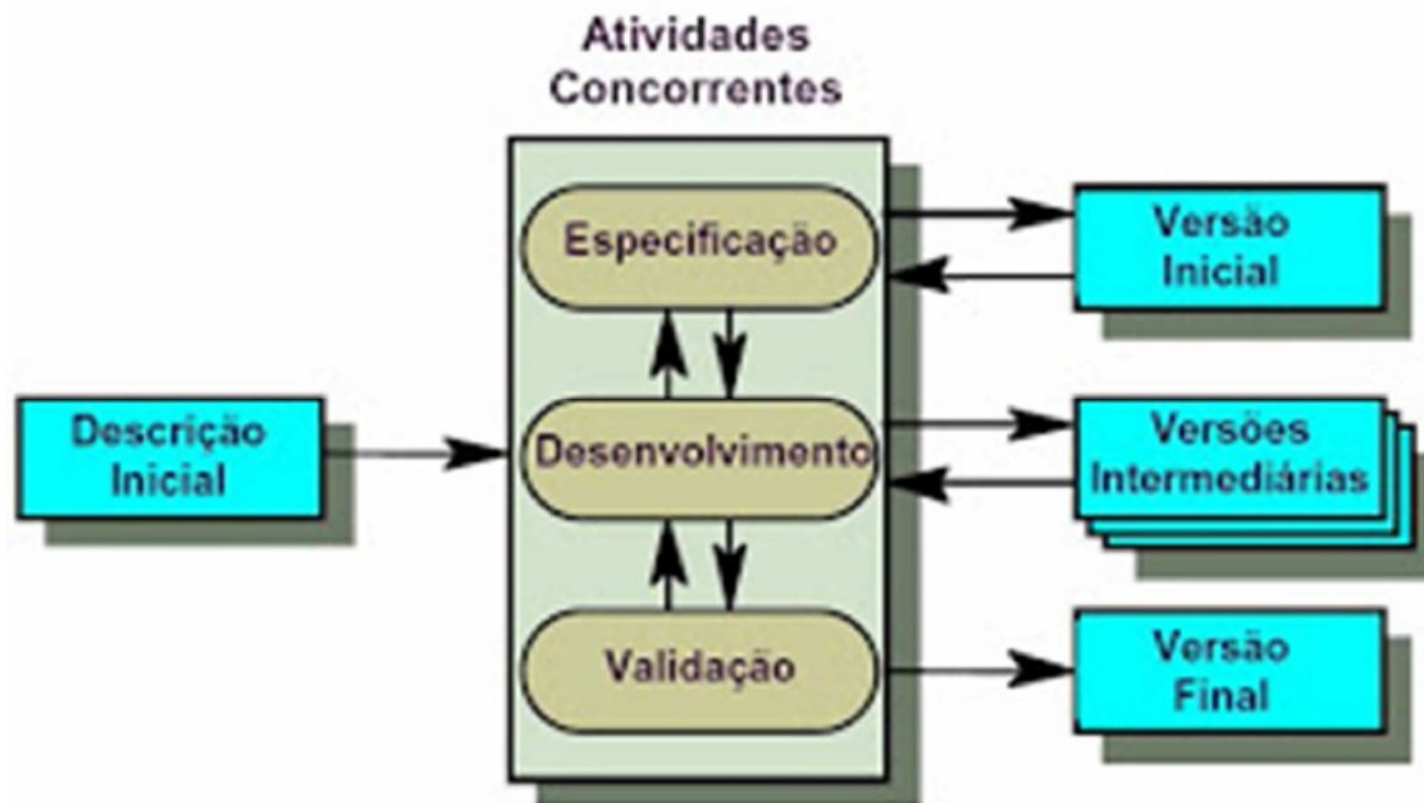 Atividades
Concorrentes
Especificação
Versão
Inicial
Descrição
Inicial
Desenvolvimento
Versões
Intermediárias
Validação
Versão
Final